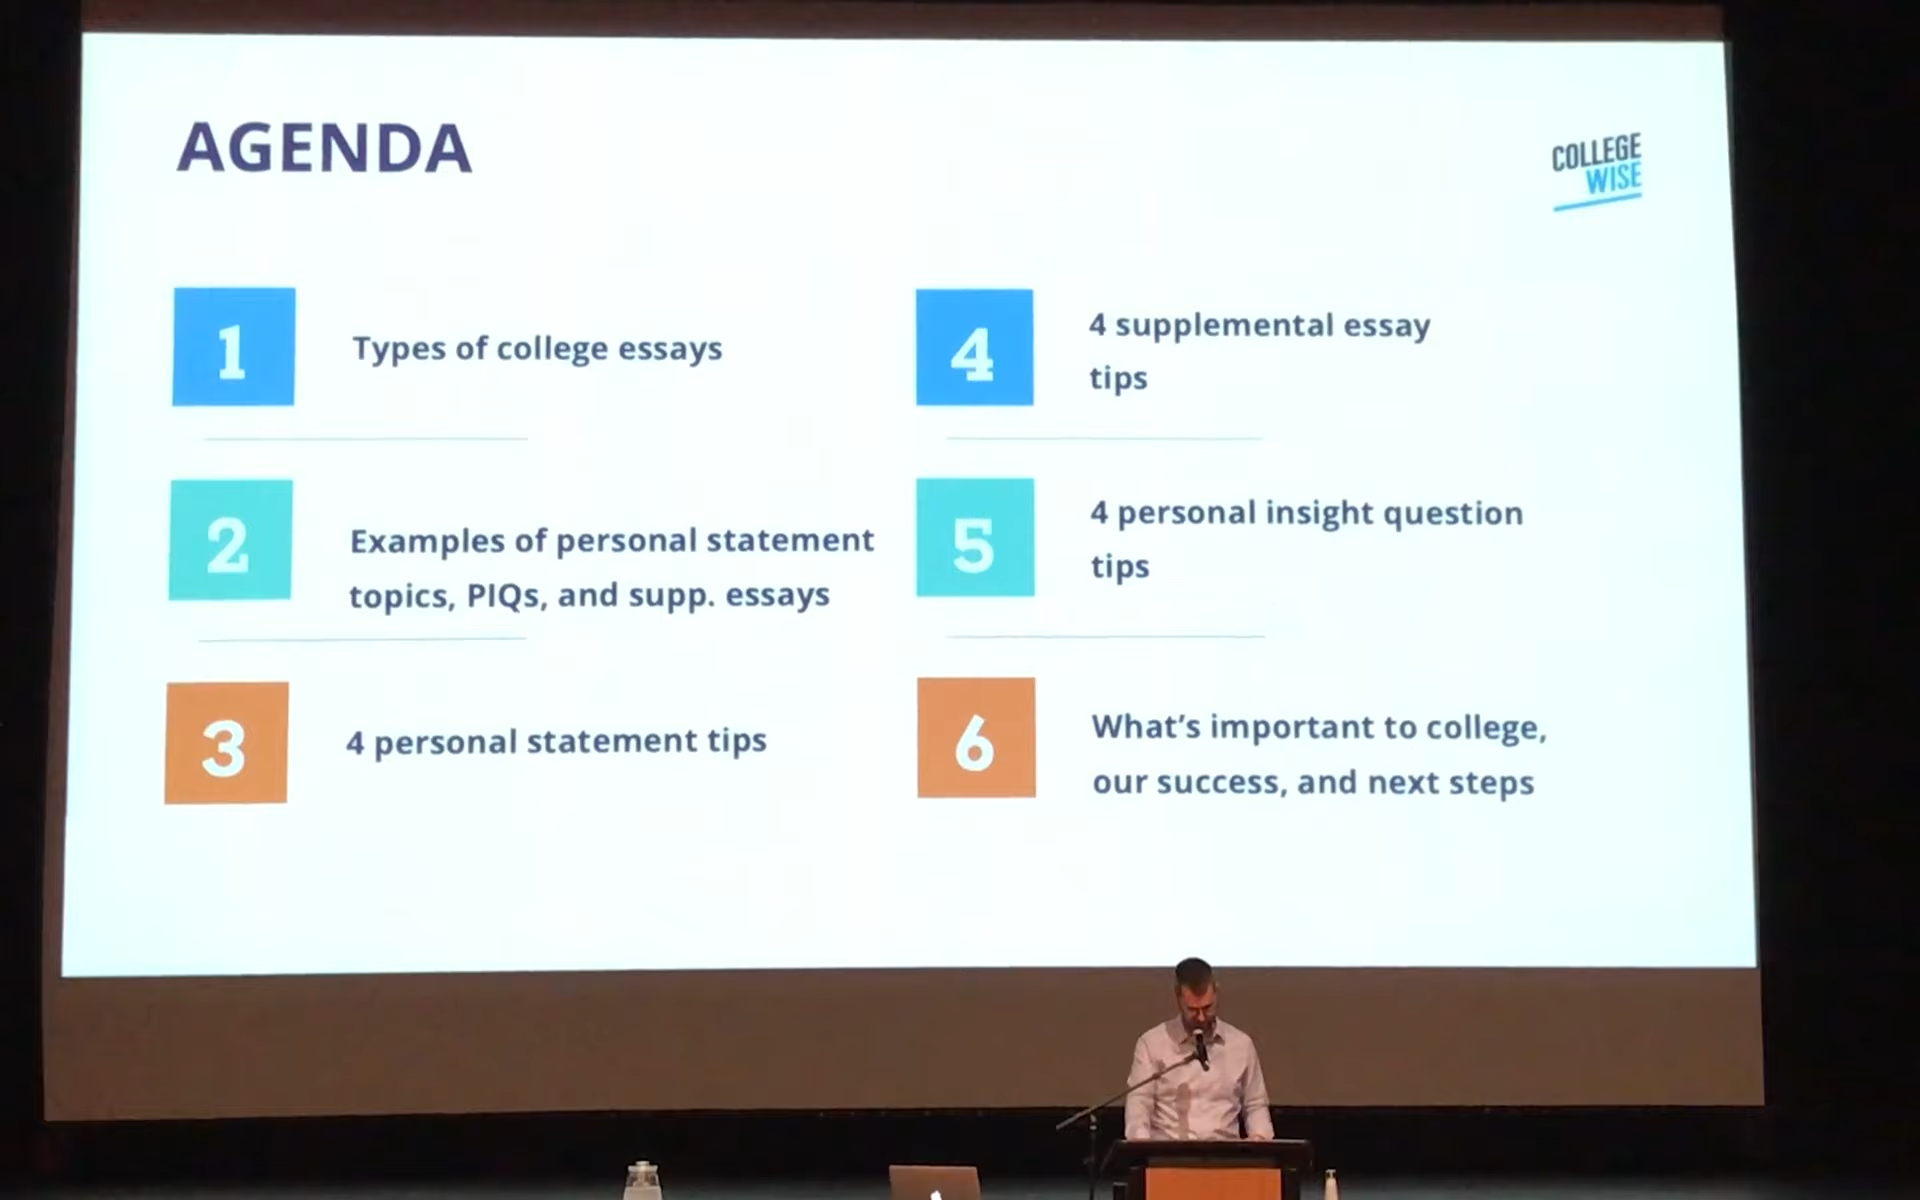 AGENDA
COLLEGE
WISE
1
Types of college essays
2
Examples of personal statement
topics, PIQs, and supp. essays
3
4 personal statement tips
4
4 supplemental essay
tips
5
4 personal insight question
tips
6
What's important to college,
our success, and next steps